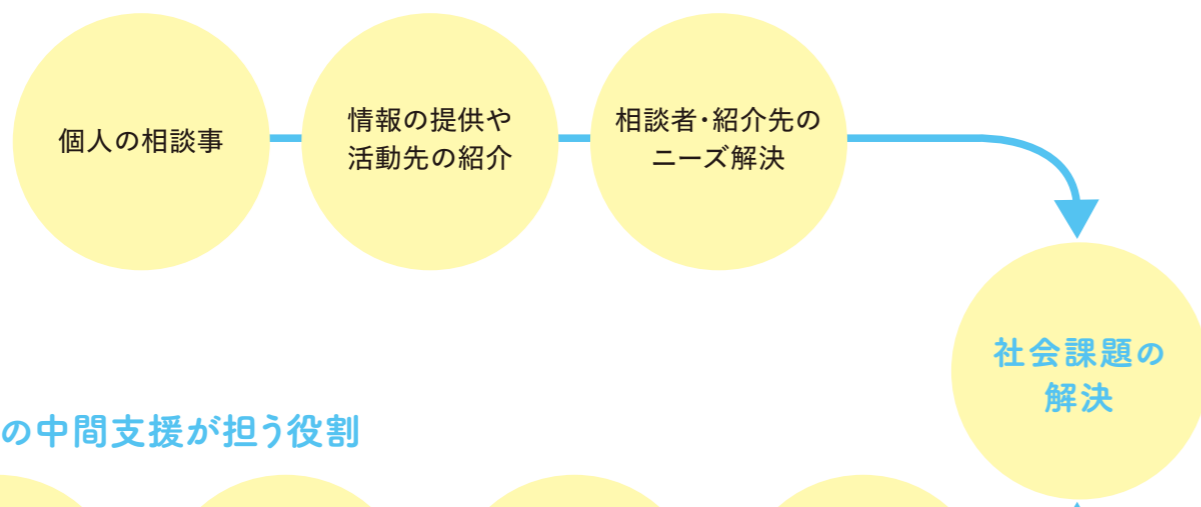 個人の相談事
情報の提供や
活動先の紹介
相談者・紹介先の
ニーズ解決
社会課題の
解決
の中間支援が担う役割